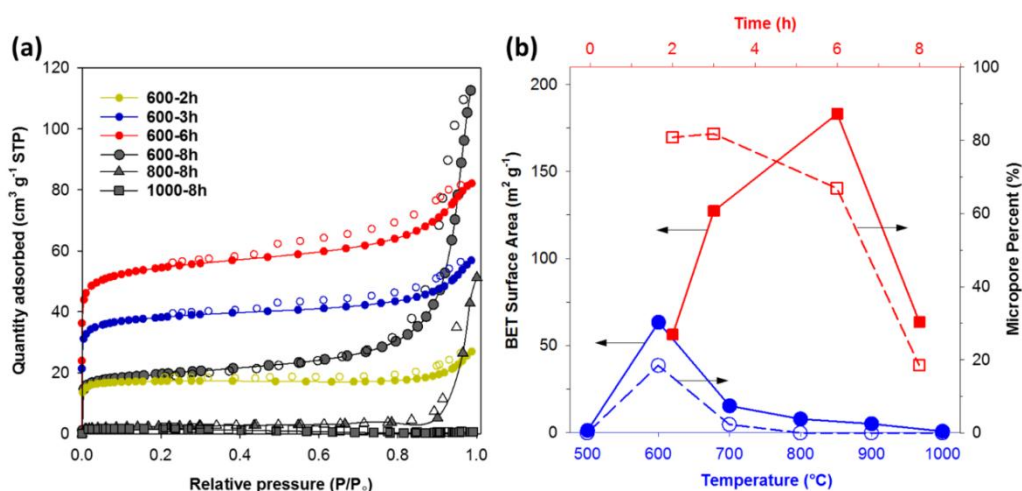 (a)
120
100
80
60
40
20
0
Quantity adsorbed (cm³ g⁻¹ STP)
600-2h
600-3h
600-6h
600-8h
800-8h
1000-8h
0.0 0.2 0.4 0.6 0.8 1.0
Relative pressure (P/Pₒ)
(b)
Time (h)
0 2 4 6 8
200
150
100
50
0
BET Surface Area (m² g⁻¹)
100
80
60
40
20
0
Micropore Percent (%)
500 600 700 800 900 1000
Temperature (°C)